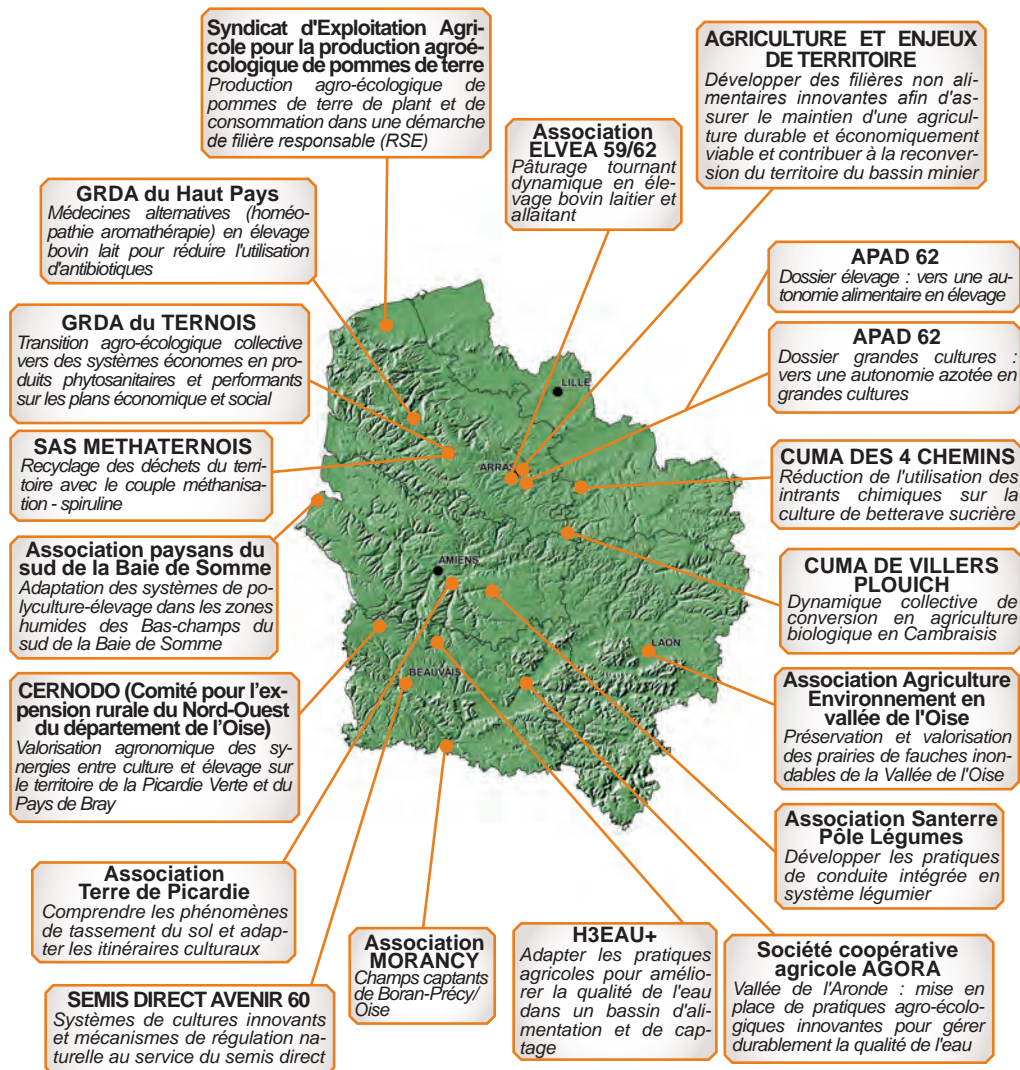 Syndicat d'Exploitation Agri-
cole pour la production agroé-
cologique de pommes de terre
Production agro-écologique de
pommes de terre de plant et de
consommation dans une démarche
de filière responsable (RSE)
AGRICULTURE ET ENJEUX
DE TERRITOIRE
Développer des filières non ali-
mentaires innovantes afin d'as-
surer le maintien d'une agricul-
ture durable et économiquement
viable et contribuer à la reconver-
sion du territoire du bassin minier
Association
ELVEA 59/62
Pâturage tournant
dynamique en éle-
vage bovin laitier et
allaitant
GRDA du Haut Pays
Médecines alternatives (homéo-
pathie aromathérapie) en élevage
bovin lait pour réduire l'utilisation
d'antibiotiques
APAD 62
Dossier élevage : vers une au-
tonomie alimentaire en élevage
GRDA du TERNOIS
Transition agro-écologique collective
vers des systèmes économes en pro-
duits phytosanitaires et performants
sur les plans économique et social
APAD 62
Dossier grandes cultures :
vers une autonomie azotée en
grandes cultures
LILLE
SAS METHATERNOIS
Recyclage des déchets du terri-
toire avec le couple méthanisa-
tion - spiruline
ARRAS
CUMA DES 4 CHEMINS
Réduction de l'utilisation des
intrants chimiques sur la
culture de betterave sucrière
Association paysans du
sud de la Baie de Somme
Adaptation des systèmes de po-
lyculture-élevage dans les zones
humides des Bas-champs du
sud de la Baie de Somme
AMIENS
CUMA DE VILLERS
PLOUICH
Dynamique collective de
conversion en agriculture
biologique en Cambraisis
LAON
BEAUVAIS
CERNODO (Comité pour l'ex-
pension rurale du Nord-Ouest
du département de l'Oise)
Valorisation agronomique des sy-
nergies entre culture et élevage sur
le territoire de la Picardie Verte et du
Pays de Bray
Association Agriculture
Environnement en
vallée de l'Oise
Préservation et valorisation
des prairies de fauches inon-
dables de la Vallée de l'Oise
Association Santerre
Pôle Légumes
Développer les pratiques
de conduite intégrée en
système légumier
Association
Terre de Picardie
Comprendre les phénomènes
de tassement du sol et adap-
ter les itinéraires culturaux
Association
MORANCY
Champs captants
de Boran-Précy/
Oise
H3EAU+
Adapter les pratiques
agricoles pour amélio-
rer la qualité de l'eau
dans un bassin d'ali-
mentation et de cap-
tage
Société coopérative
agricole AGORA
Vallée de l'Aronde : mise en
place de pratiques agro-écolo-
giques innovantes pour gérer
durablement la qualité de l'eau
SEMIS DIRECT AVENIR 60
Systèmes de cultures innovants
et mécanismes de régulation na-
turelle au service du semis direct